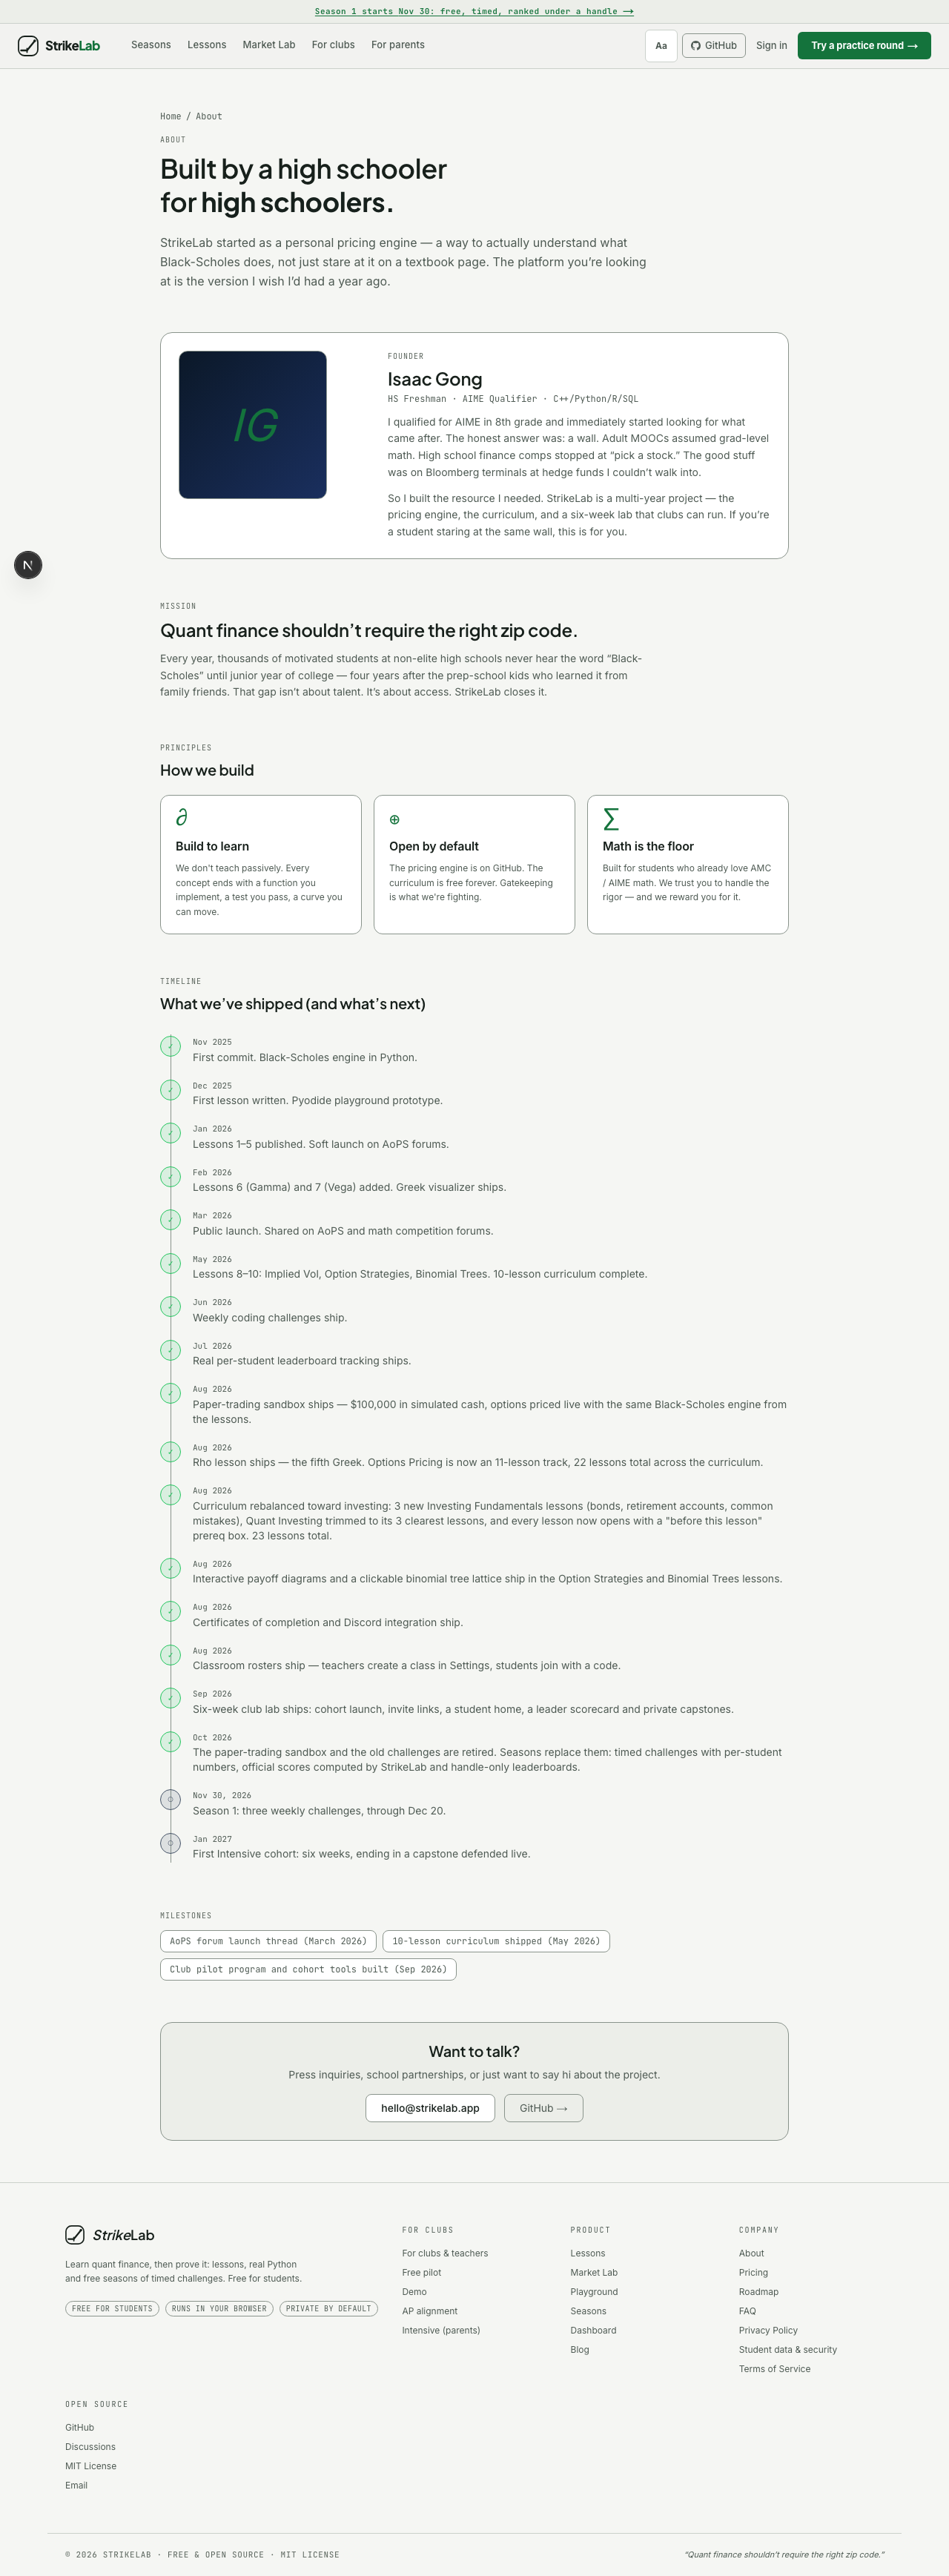 Season 1 starts Nov 30: free, timed, ranked under a handle →
StrikeLab
Seasons
Lessons
Market Lab
For clubs
For parents
Aa
GitHub
Sign in
Try a practice round →
Home / About
ABOUT
Built by a high schooler
for high schoolers.
StrikeLab started as a personal pricing engine — a way to actually understand what
Black-Scholes does, not just stare at it on a textbook page. The platform you’re looking
at is the version I wish I’d had a year ago.
IG
FOUNDER
Isaac Gong
HS Freshman · AIME Qualifier · C++/Python/R/SQL
I qualified for AIME in 8th grade and immediately started looking for what
came after. The honest answer was: a wall. Adult MOOCs assumed grad-level
math. High school finance comps stopped at “pick a stock.” The good stuff
was on Bloomberg terminals at hedge funds I couldn’t walk into.
So I built the resource I needed. StrikeLab is a multi-year project — the
pricing engine, the curriculum, and a six-week lab that clubs can run. If you’re
a student staring at the same wall, this is for you.
N
MISSION
Quant finance shouldn’t require the right zip code.
Every year, thousands of motivated students at non-elite high schools never hear the word “Black-
Scholes” until junior year of college — four years after the prep-school kids who learned it from
family friends. That gap isn’t about talent. It’s about access. StrikeLab closes it.
PRINCIPLES
How we build
∂
Build to learn
We don’t teach passively. Every
concept ends with a function you
implement, a test you pass, a curve you
can move.
⊕
Open by default
The pricing engine is on GitHub. The
curriculum is free forever. Gatekeeping
is what we’re fighting.
∑
Math is the floor
Built for students who already love AMC
/ AIME math. We trust you to handle the
rigor — and we reward you for it.
TIMELINE
What we’ve shipped (and what’s next)
✓ Nov 2025
First commit. Black-Scholes engine in Python.
✓ Dec 2025
First lesson written. Pyodide playground prototype.
✓ Jan 2026
Lessons 1–5 published. Soft launch on AoPS forums.
✓ Feb 2026
Lessons 6 (Gamma) and 7 (Vega) added. Greek visualizer ships.
✓ Mar 2026
Public launch. Shared on AoPS and math competition forums.
✓ May 2026
Lessons 8–10: Implied Vol, Option Strategies, Binomial Trees. 10-lesson curriculum complete.
✓ Jun 2026
Weekly coding challenges ship.
✓ Jul 2026
Real per-student leaderboard tracking ships.
✓ Aug 2026
Paper-trading sandbox ships — $100,000 in simulated cash, options priced live with the same Black-Scholes engine from
the lessons.
✓ Aug 2026
Rho lesson ships — the fifth Greek. Options Pricing is now an 11-lesson track, 22 lessons total across the curriculum.
✓ Aug 2026
Curriculum rebalanced toward investing: 3 new Investing Fundamentals lessons (bonds, retirement accounts, common
mistakes), Quant Investing trimmed to its 3 clearest lessons, and every lesson now opens with a "before this lesson"
prereq box. 23 lessons total.
✓ Aug 2026
Interactive payoff diagrams and a clickable binomial tree lattice ship in the Option Strategies and Binomial Trees lessons.
✓ Aug 2026
Certificates of completion and Discord integration ship.
✓ Aug 2026
Classroom rosters ship — teachers create a class in Settings, students join with a code.
✓ Sep 2026
Six-week club lab ships: cohort launch, invite links, a student home, a leader scorecard and private capstones.
✓ Oct 2026
The paper-trading sandbox and the old challenges are retired. Seasons replace them: timed challenges with per-student
numbers, official scores computed by StrikeLab and handle-only leaderboards.
○ Nov 30, 2026
Season 1: three weekly challenges, through Dec 20.
○ Jan 2027
First Intensive cohort: six weeks, ending in a capstone defended live.
MILESTONES
AoPS forum launch thread (March 2026)
10-lesson curriculum shipped (May 2026)
Club pilot program and cohort tools built (Sep 2026)
Want to talk?
Press inquiries, school partnerships, or just want to say hi about the project.
hello@strikelab.app
GitHub →
StrikeLab
Learn quant finance, then prove it: lessons, real Python
and free seasons of timed challenges. Free for students.
FREE FOR STUDENTS
RUNS IN YOUR BROWSER
PRIVATE BY DEFAULT
FOR CLUBS
For clubs & teachers
Free pilot
Demo
AP alignment
Intensive (parents)
PRODUCT
Lessons
Market Lab
Playground
Seasons
Dashboard
Blog
COMPANY
About
Pricing
Roadmap
FAQ
Privacy Policy
Student data & security
Terms of Service
OPEN SOURCE
GitHub
Discussions
MIT License
Email
© 2026 STRIKELAB · FREE & OPEN SOURCE · MIT LICENSE
“Quant finance shouldn’t require the right zip code.”